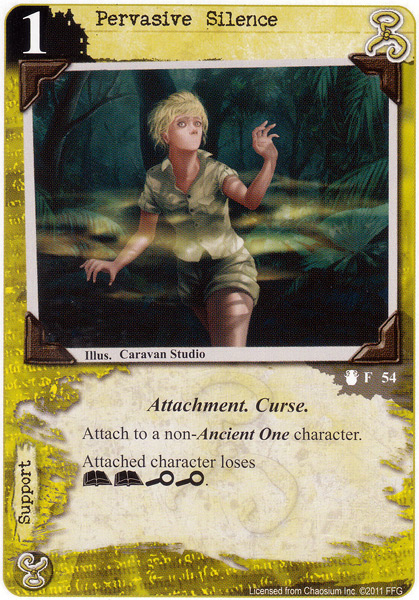 1
Pervasive Silence
Illus. Caravan Studio
F 54
Attachment. Curse.
Attach to a non-Ancient One character.
Attached character loses
.
Support
Licensed from Chaosium Inc. ©2011 FFG